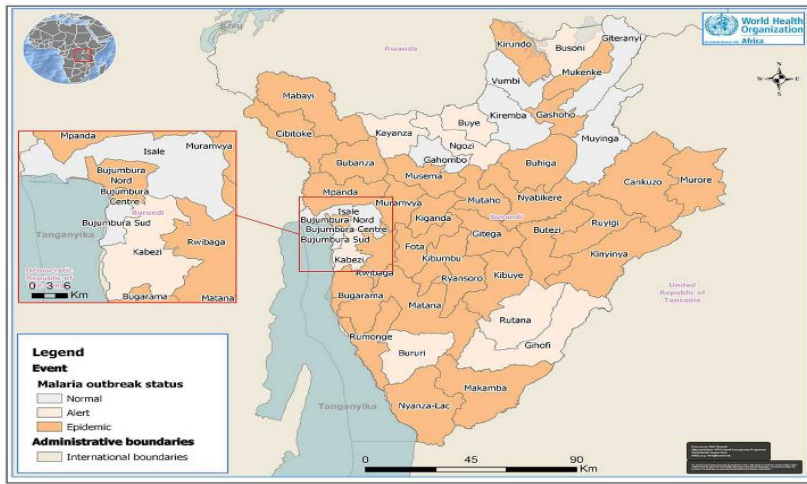 World Health
Organization
Africa
Rwanda
Kirundo
Busoni
Giteranyi
Mukenke
Vumbi
Mabayi
Kiremba
Gashoho
Cibitoke
Kayanza
Buye
Ngozi
Muyinga
Gahombo
Bubanza
Musema
Buhiga
Cankuzo
Murore
Mpanda
Muramvya
Mutaho
Nyabikere
Isale
Bujumbura Nord
Kiganda
Burundi
Bujumbura Centre
Gitega
Butezi
Ruyigi
Bujumbura Sud
Fota
Kibumbu
Kinyinya
Kabezi
Rwibaga
Ryansoro
Kibuye
Bugarama
Matana
United
Republic of
Tanzania
Rutana
Rumonge
Gihofi
Bururi
Makamba
Nyanza-Lac
Tanganyika
Mpanda
Isale
Muramvya
Bujumbura
Nord
Bujumbura
Centre
Burundi
Bujumbura Sud
Tanganyika
Kabezi
Rwibaga
Democratic
Republic of
0 3 6
Km
Bugarama
Matana
Legend
Event
Malaria outbreak status
Normal
Alert
Epidemic
Administrative boundaries
International boundaries
0 45 90
Km